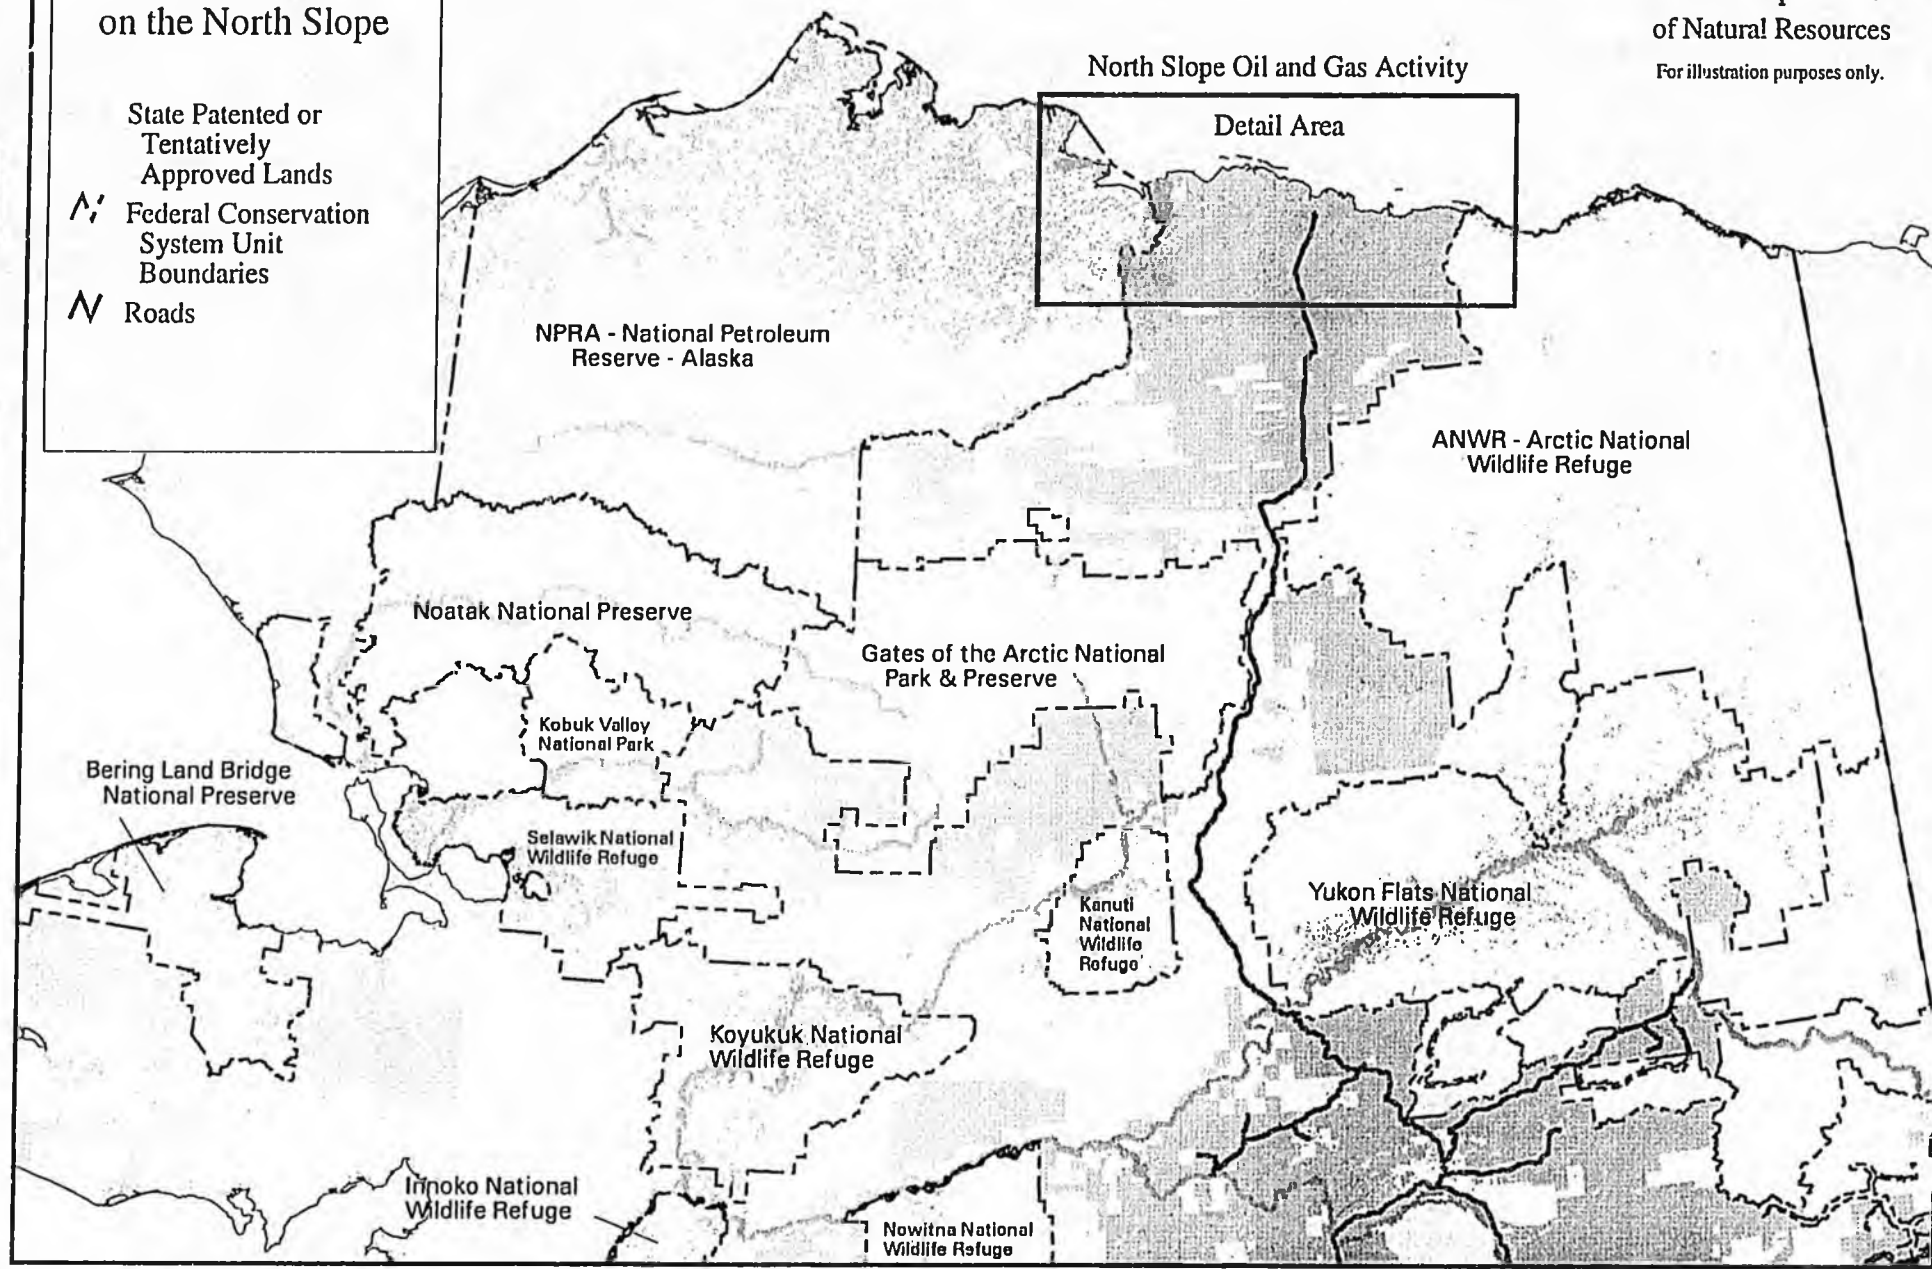 on the North Slope
State Patented or
Tentatively
Approved Lands
Federal Conservation
System Unit
Boundaries
Roads
of Natural Resources
For illustration purposes only.
North Slope Oil and Gas Activity
Detail Area
NPRA - National Petroleum
Reserve - Alaska
ANWR - Arctic National
Wildlife Refuge
Noatak National Preserve
Gates of the Arctic National
Park & Preserve
Kobuk Valley
National Park
Bering Land Bridge
National Preserve
Selawik National
Wildlife Refuge
Kanuti
National
Wildlife
Refuge
Yukon Flats National
Wildlife Refuge
Koyukuk National
Wildlife Refuge
Innoko National
Wildlife Refuge
Nowitna National
Wildlife Refuge